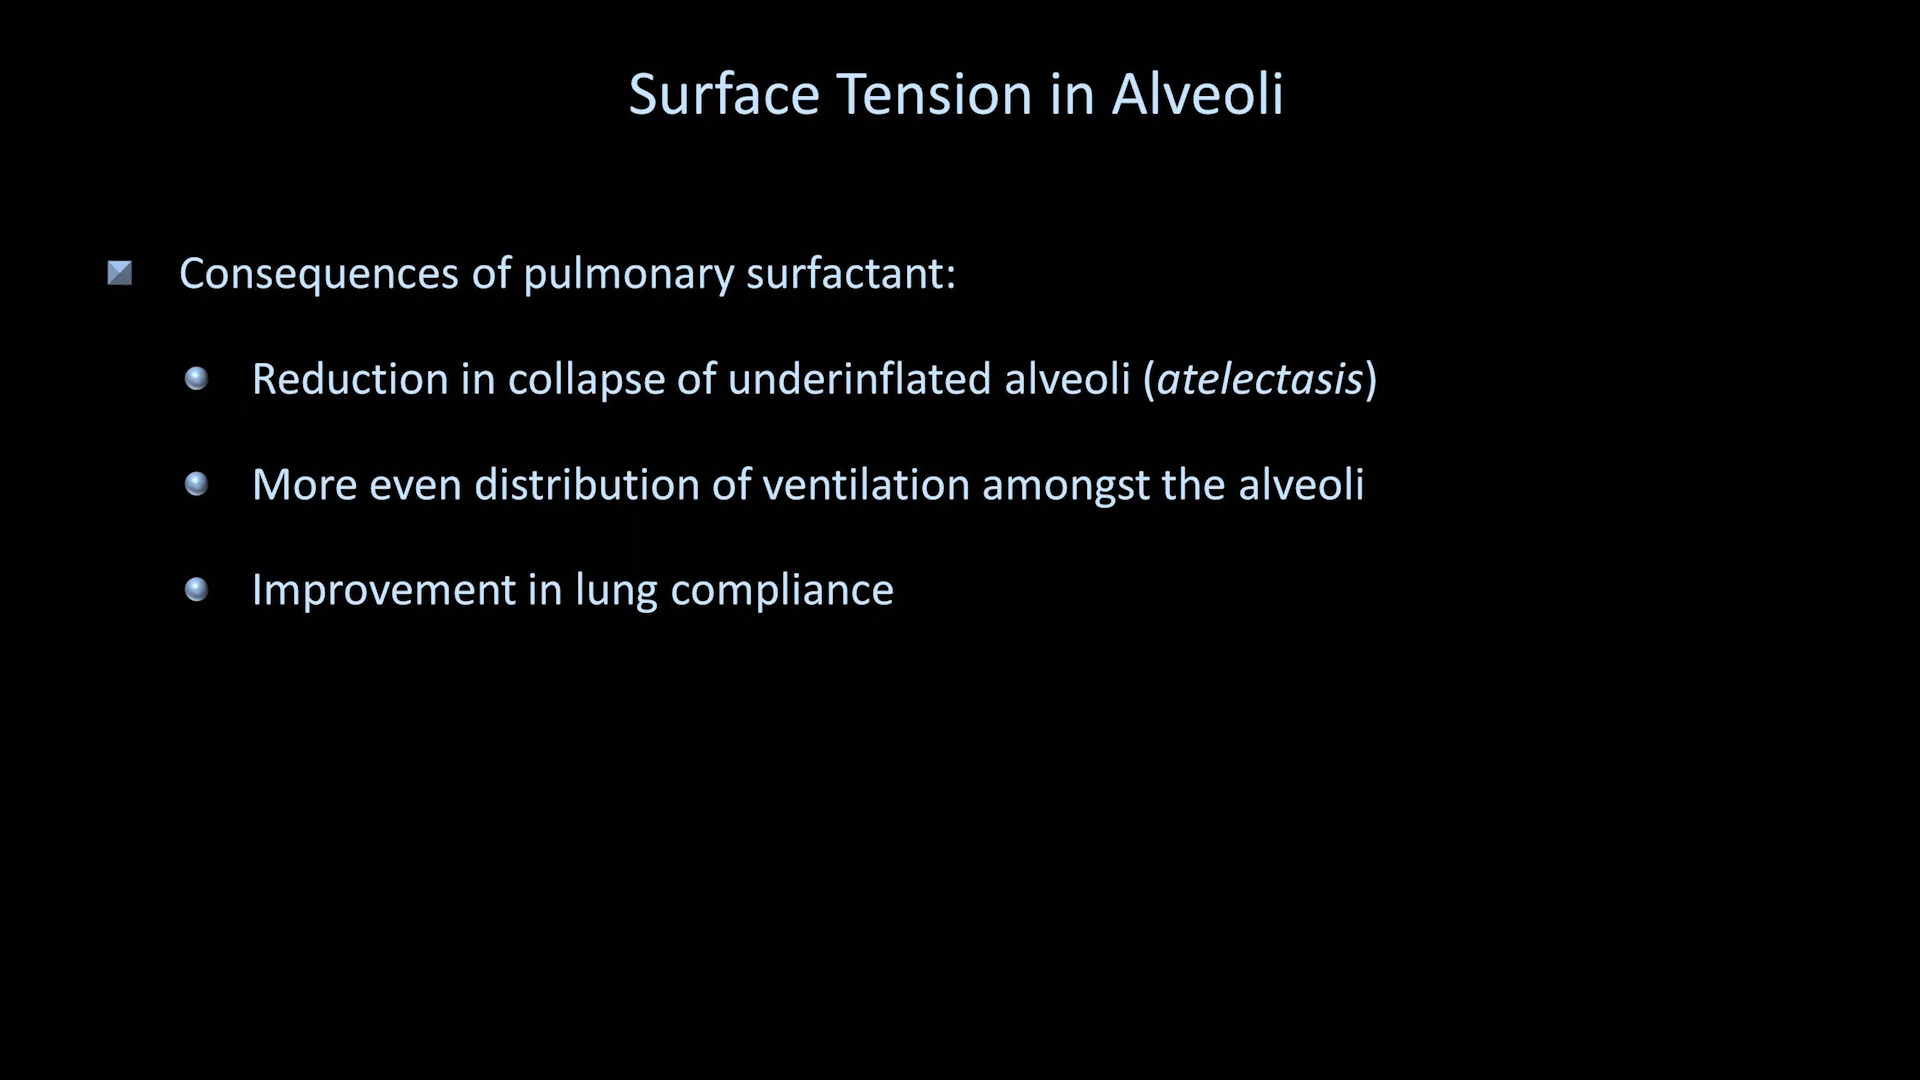 Surface Tension in Alveoli
Consequences of pulmonary surfactant:
Reduction in collapse of underinflated alveoli (atelectasis)
More even distribution of ventilation amongst the alveoli
Improvement in lung compliance